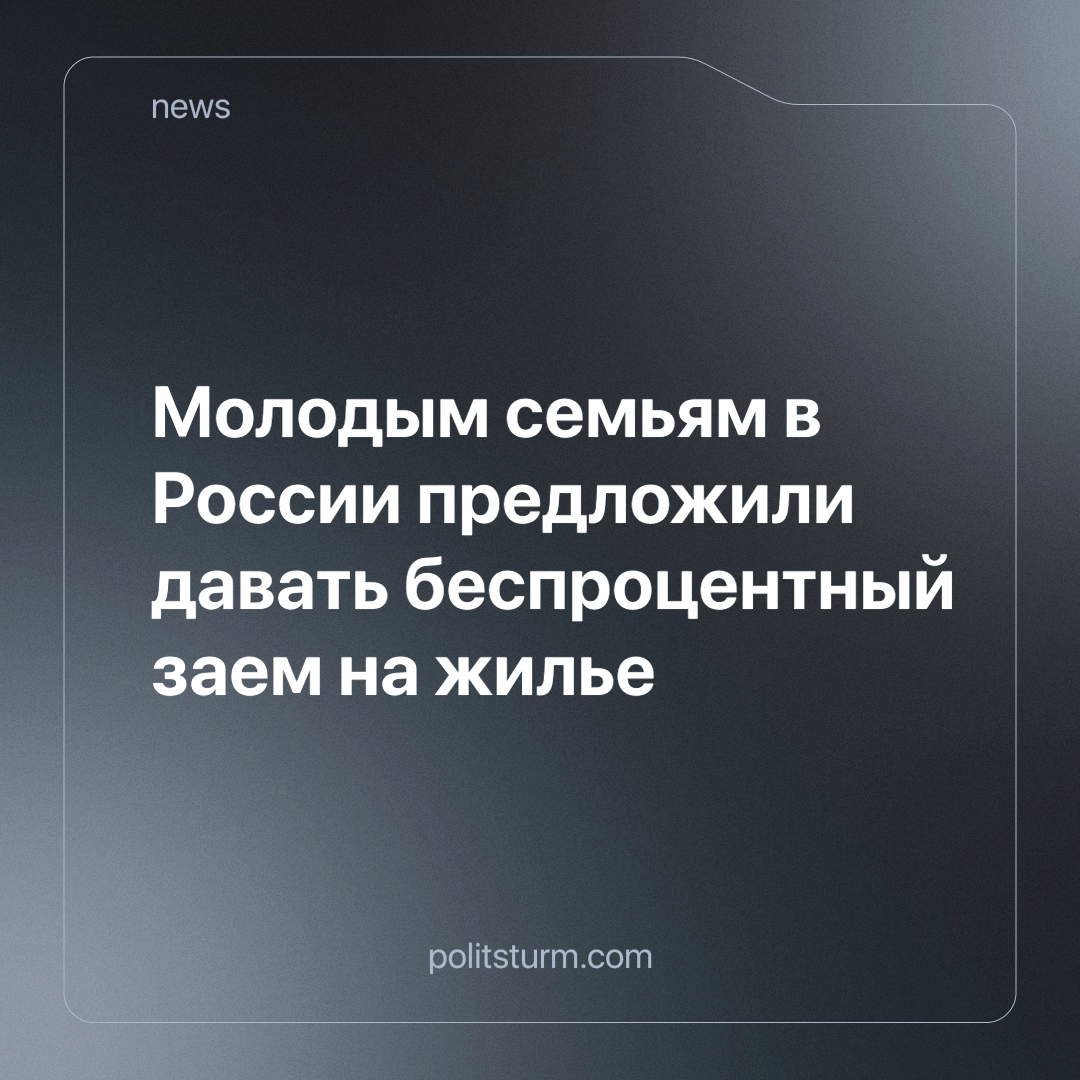 news
Молодым семьям в
России предложили
давать беспроцентный
заем на жилье
politsturm.com